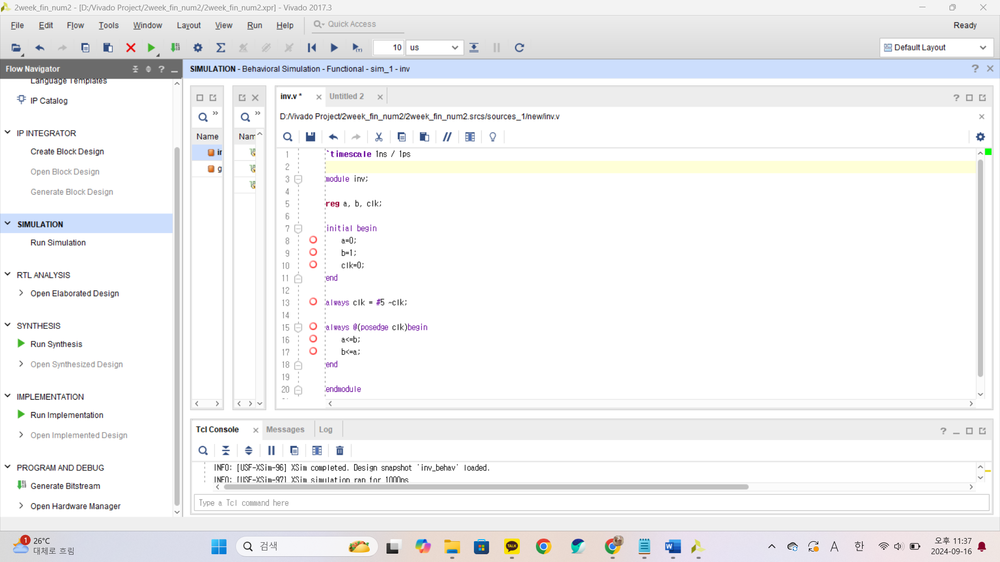 2week_fin_num2 - [D:/Vivado Project/2week_fin_num2/2week_fin_num2.xpr] - Vivado 2017.3
File Edit Flow Tools Window Layout View Run Help Quick Access Ready
10 us Default Layout
Flow Navigator ? _
SIMULATION - Behavioral Simulation - Functional - sim_1 - inv
Language Templates
IP Catalog
IP INTEGRATOR
Create Block Design
Open Block Design
Generate Block Design
SIMULATION
Run Simulation
RTL ANALYSIS
Open Elaborated Design
SYNTHESIS
Run Synthesis
Open Synthesized Design
IMPLEMENTATION
Run Implementation
Open Implemented Design
PROGRAM AND DEBUG
Generate Bitstream
Open Hardware Manager
Name
ir
g
Nam
inv.v * Untitled 2
D:/Vivado Project/2week_fin_num2/2week_fin_num2.srcs/sources_1/new/inv.v
1 `timescale 1ns / 1ps
2
3 module inv;
4
5 reg a, b, clk;
6
7 initial begin
8 a=0;
9 b=1;
10 clk=0;
11 end
12
13 always clk = #5 ~clk;
14
15 always @(posedge clk)begin
16 a<=b;
17 b<=a;
18 end
19
20 endmodule
Tcl Console Messages Log
INFO: [USF-XSim-96] XSim completed. Design snapshot 'inv_behav' loaded.
INFO: [USF-XSim-97] XSim simulation ran for 1000ns
Type a Tcl command here
1
26°C
대체로 흐림
검색
TALK
A 한
오후 11:37
2024-09-16